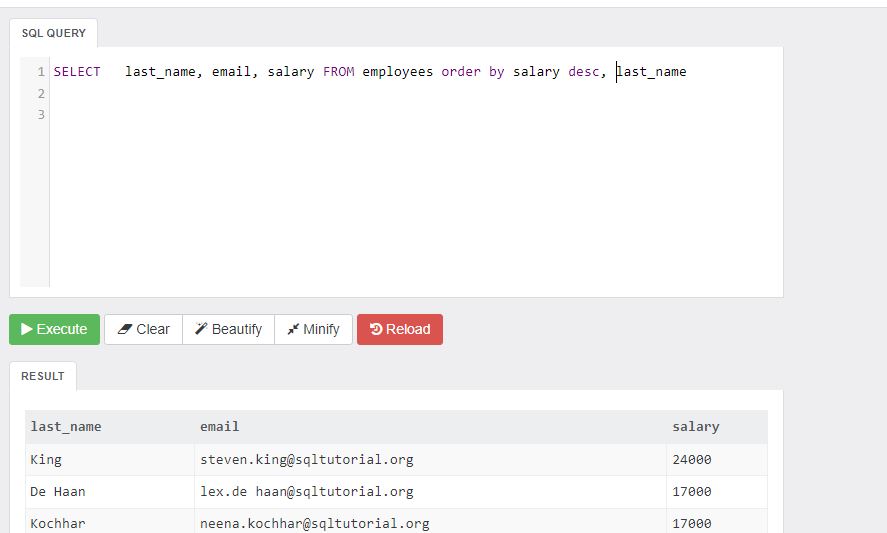 SQL QUERY
1 SELECT last_name, email, salary FROM employees order by salary desc, last_name
2
3
Execute Clear Beautify Minify Reload
RESULT
last_name email salary
King steven.king@sqltutorial.org 24000
De Haan lex.de haan@sqltutorial.org 17000
Kochhar neena.kochhar@sqltutorial.org 17000